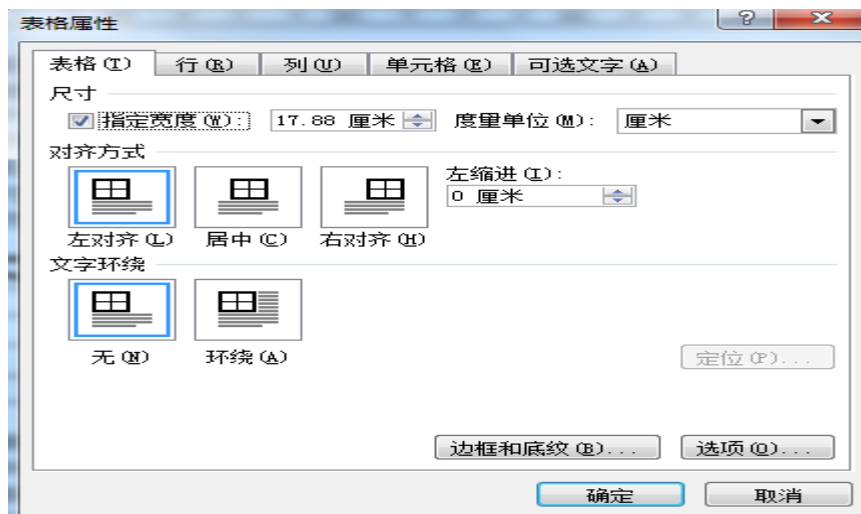 表格属性
表格(T) 行(R) 列(U) 单元格(E) 可选文字(A)
尺寸
指定宽度(W): 17.88 厘米 度量单位(M): 厘米
对齐方式
左缩进(I):
0 厘米
左对齐(L) 居中(C) 右对齐(H)
文字环绕
无(N) 环绕(A) 定位(P)...
边框和底纹(B)... 选项(O)...
确定 取消